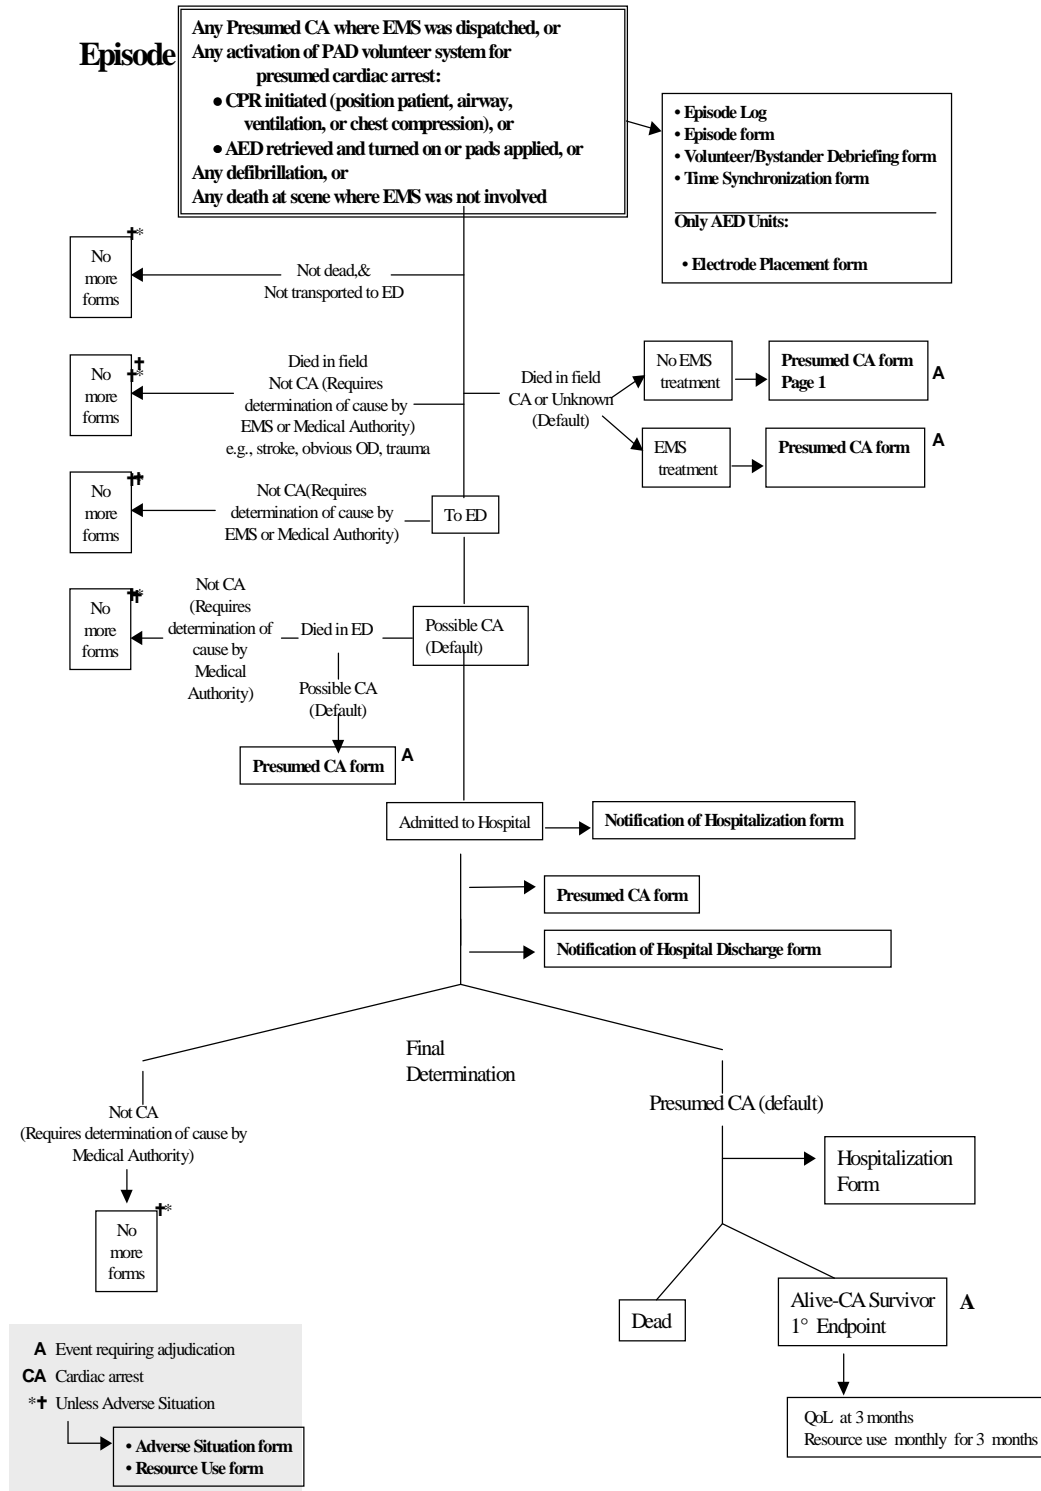 Episode
Any Presumed CA where EMS was dispatched, or
Any activation of PAD volunteer system for
presumed cardiac arrest:
• CPR initiated (position patient, airway,
ventilation, or chest compression), or
• AED retrieved and turned on or pads applied, or
Any defibrillation, or
Any death at scene where EMS was not involved
• Episode Log
• Episode form
• Volunteer/Bystander Debriefing form
• Time Synchronization form
Only AED Units:
• Electrode Placement form
†*
No
more
forms
Not dead,&
Not transported to ED
†
†*
No
more
forms
Died in field
Not CA (Requires
determination of cause by
EMS or Medical Authority)
e.g., stroke, obvious OD, trauma
Died in field
CA or Unknown
(Default)
No EMS
treatment
Presumed CA form
Page 1
A
EMS
treatment
Presumed CA form
A
††
No
more
forms
Not CA(Requires
determination of cause by
EMS or Medical Authority)
To ED
††*
No
more
forms
Not CA
(Requires
determination of
cause by
Medical
Authority)
Died in ED
Possible CA
(Default)
Possible CA
(Default)
Presumed CA form
A
Admitted to Hospital
Notification of Hospitalization form
Presumed CA form
Notification of Hospital Discharge form
Final
Determination
Not CA
(Requires determination of cause by
Medical Authority)
†*
No
more
forms
Presumed CA (default)
Hospitalization
Form
Dead
Alive-CA Survivor
1° Endpoint
A
QoL at 3 months
Resource use monthly for 3 months
A Event requiring adjudication
CA Cardiac arrest
*† Unless Adverse Situation
• Adverse Situation form
• Resource Use form